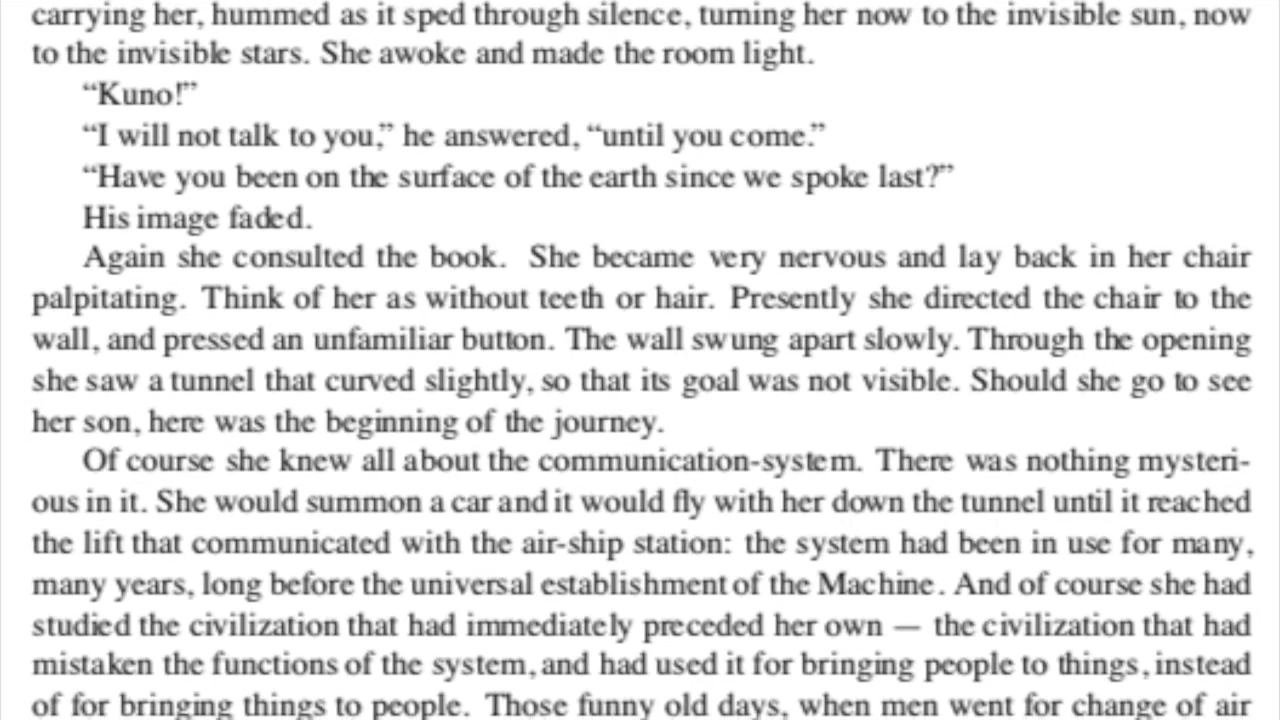 carrying her, hummed as it sped through silence, turning her now to the invisible sun, now
to the invisible stars. She awoke and made the room light.
“Kuno!”
“I will not talk to you,” he answered, “until you come.”
“Have you been on the surface of the earth since we spoke last?”
His image faded.
Again she consulted the book. She became very nervous and lay back in her chair
palpitating. Think of her as without teeth or hair. Presently she directed the chair to the
wall, and pressed an unfamiliar button. The wall swung apart slowly. Through the opening
she saw a tunnel that curved slightly, so that its goal was not visible. Should she go to see
her son, here was the beginning of the journey.
Of course she knew all about the communication-system. There was nothing mysteri-
ous in it. She would summon a car and it would fly with her down the tunnel until it reached
the lift that communicated with the air-ship station: the system had been in use for many,
many years, long before the universal establishment of the Machine. And of course she had
studied the civilization that had immediately preceded her own — the civilization that had
mistaken the functions of the system, and had used it for bringing people to things, instead
of for bringing things to people. Those funny old days, when men went for change of air